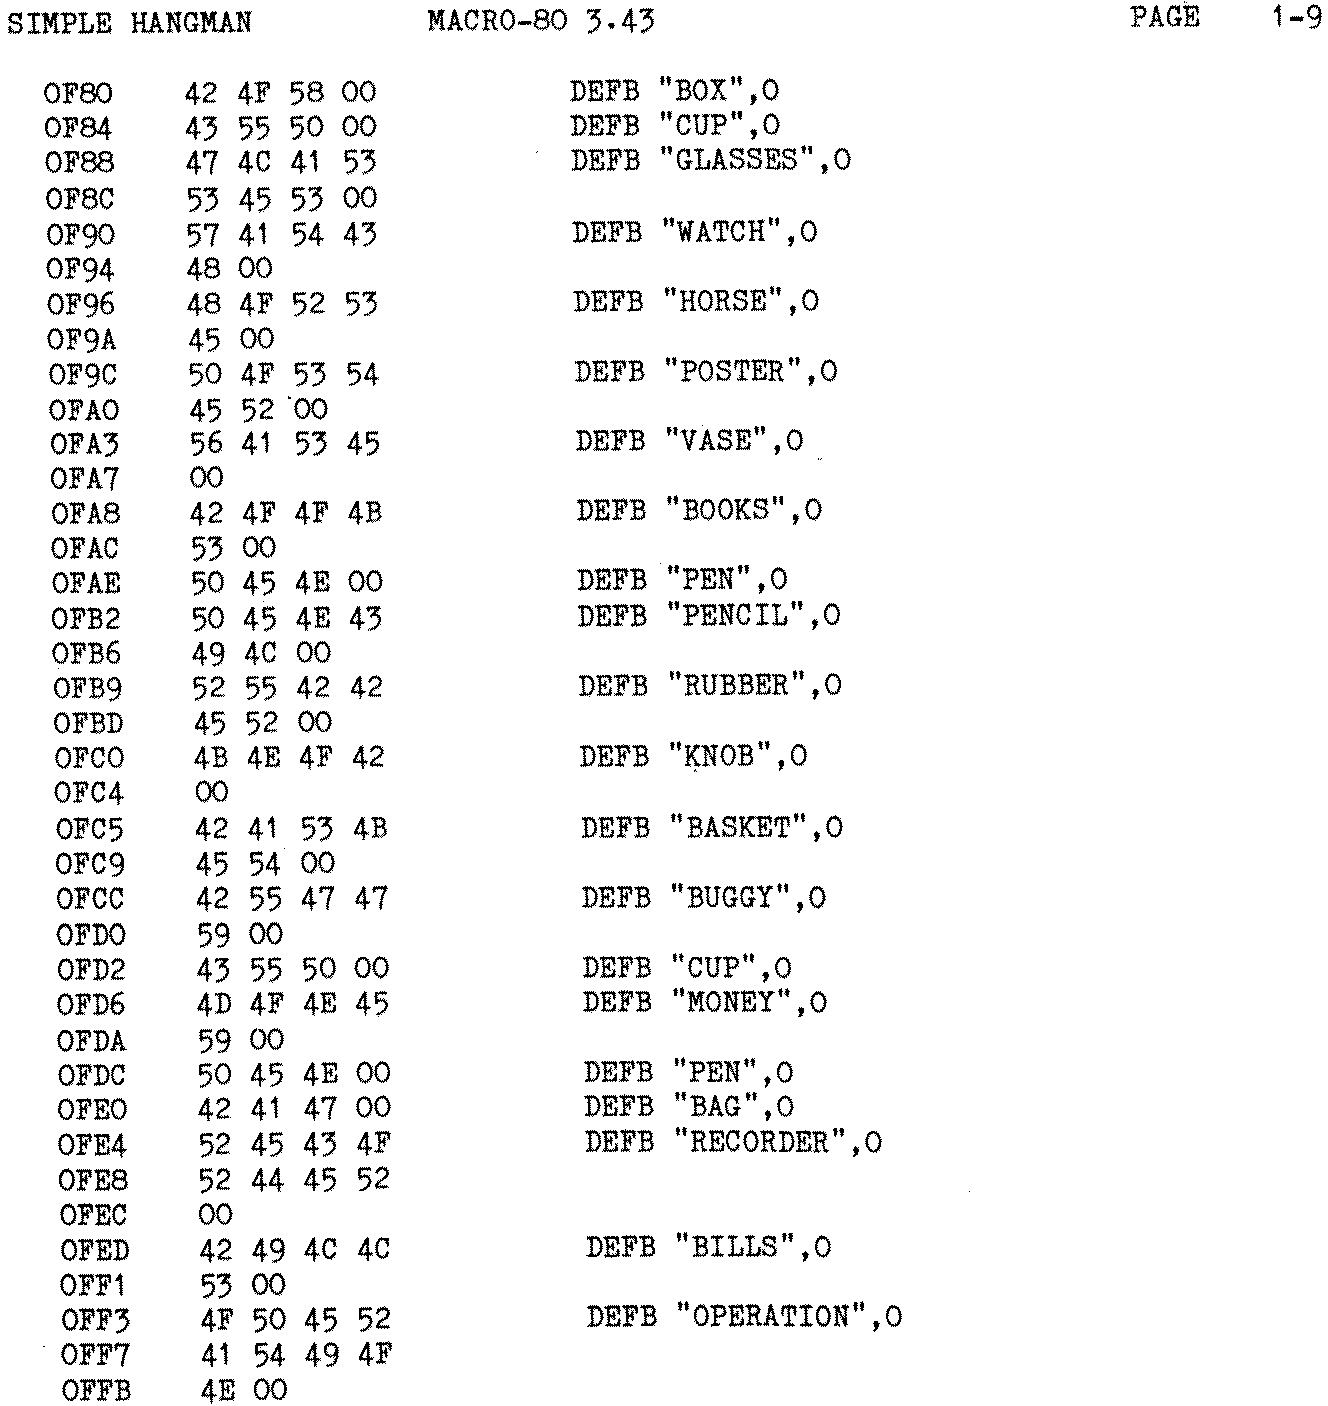 SIMPLE HANGMAN MACRO-80 3.43 PAGE 1-9
0F80 42 4F 58 00 DEFB "BOX",0
0F84 43 55 50 00 DEFB "CUP",0
0F88 47 4C 41 53 DEFB "GLASSES",0
0F8C 53 45 53 00
0F90 57 41 54 43 DEFB "WATCH",0
0F94 48 00
0F96 48 4F 52 53 DEFB "HORSE",0
0F9A 45 00
0F9C 50 4F 53 54 DEFB "POSTER",0
0FA0 45 52 00
0FA3 56 41 53 45 DEFB "VASE",0
0FA7 00
0FA8 42 4F 4F 4B DEFB "BOOKS",0
0FAC 53 00
0FAE 50 45 4E 00 DEFB "PEN",0
0FB2 50 45 4E 43 DEFB "PENCIL",0
0FB6 49 4C 00
0FB9 52 55 42 42 DEFB "RUBBER",0
0FBD 45 52 00
0FC0 4B 4E 4F 42 DEFB "KNOB",0
0FC4 00
0FC5 42 41 53 4B DEFB "BASKET",0
0FC9 45 54 00
0FCC 42 55 47 47 DEFB "BUGGY",0
0FD0 59 00
0FD2 43 55 50 00 DEFB "CUP",0
0FD6 4D 4F 4E 45 DEFB "MONEY",0
0FDA 59 00
0FDC 50 45 4E 00 DEFB "PEN",0
0FE0 42 41 47 00 DEFB "BAG",0
0FE4 52 45 43 4F DEFB "RECORDER",0
0FE8 52 44 45 52
0FEC 00
0FED 42 49 4C 4C DEFB "BILLS",0
0FF1 53 00
0FF3 4F 50 45 52 DEFB "OPERATION",0
0FF7 41 54 49 4F
0FFB 4E 00